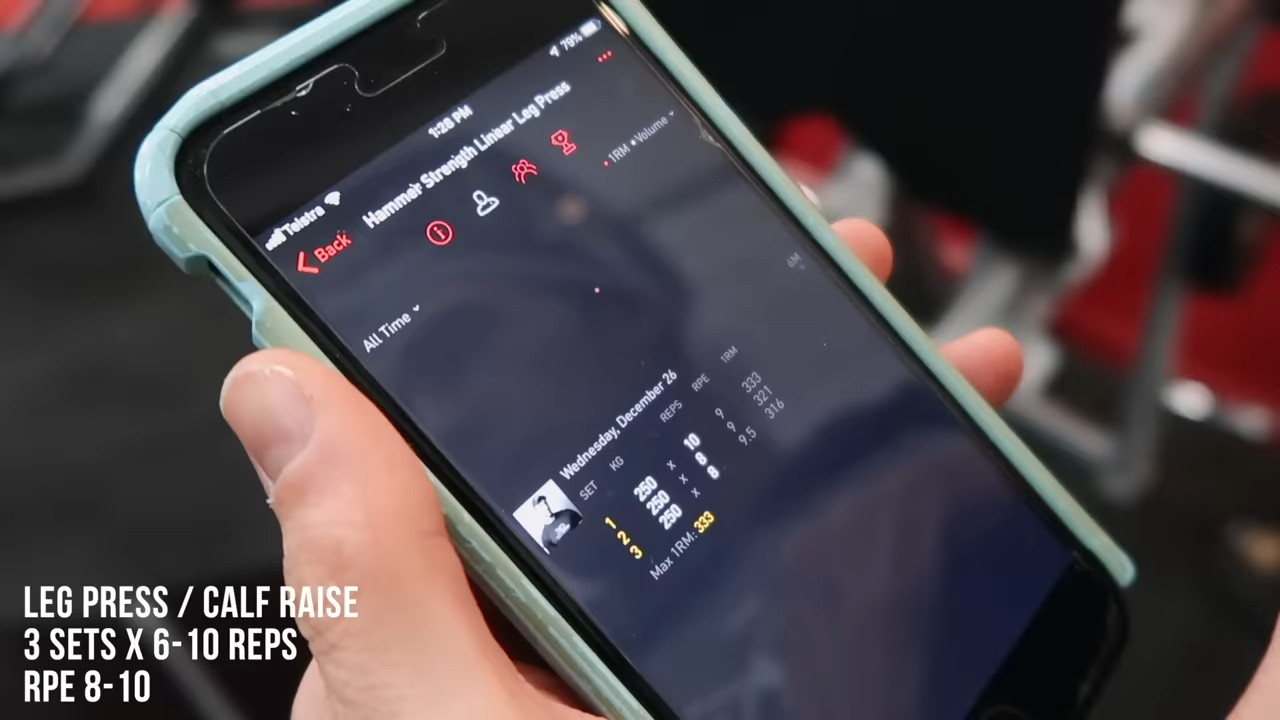 Telstra
1:28 PM
79%
Back
Hammer Strength Linear Leg Press
...
All Time
1RM • Volume
6M
Wednesday, December 26
SET KG REPS RPE 1RM
1 250 x 10 9 333
2 250 x 8 9 321
3 250 x 8 9.5 316
Max 1RM: 333
LEG PRESS / CALF RAISE
3 SETS X 6-10 REPS
RPE 8-10